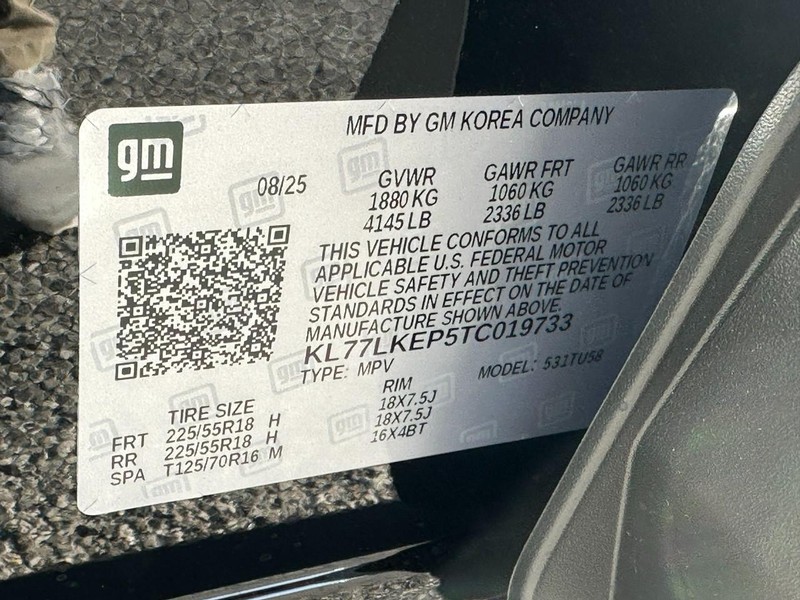 gm
MFD BY GM KOREA COMPANY
08/25
GVWR GAWR FRT GAWR RR
1880 KG 1060 KG 1060 KG
4145 LB 2336 LB 2336 LB
THIS VEHICLE CONFORMS TO ALL
APPLICABLE U.S. FEDERAL MOTOR
VEHICLE SAFETY AND THEFT PREVENTION
STANDARDS IN EFFECT ON THE DATE OF
MANUFACTURE SHOWN ABOVE.
KL77LKEP5TC019733
TYPE: MPV MODEL: 531TU58
TIRE SIZE RIM
FRT 225/55R18 H 18X7.5J
RR 225/55R18 H 18X7.5J
SPA T125/70R16 M 16X4BT